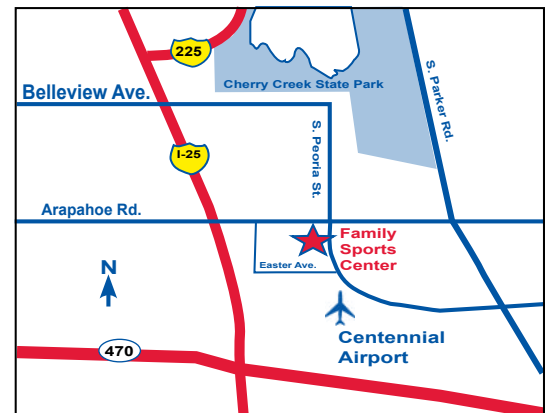 225
Cherry Creek State Park
Belleview Ave.
S. Parker Rd.
S. Peoria St.
I-25
Arapahoe Rd.
Family
Sports
Center
Easter Ave.
N
Centennial
Airport
470